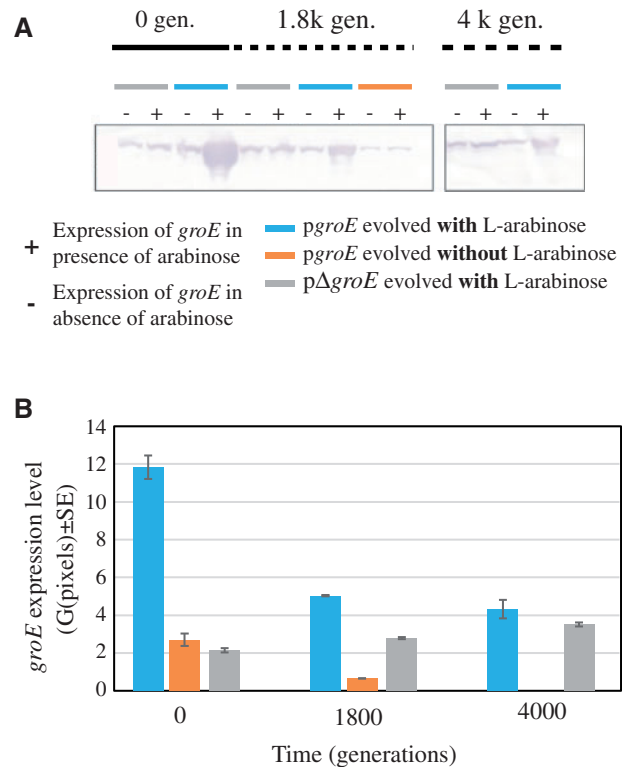 A
0 gen. 1.8k gen. 4 k gen.
- + - + - + - + - + - + - +
+ Expression of groE in presence of arabinose
- Expression of groE in absence of arabinose
pgroE evolved with L-arabinose
pgroE evolved without L-arabinose
pΔgroE evolved with L-arabinose
B
groE expression level
(G(pixels)±SE)
14
12
10
8
6
4
2
0
0 1800 4000
Time (generations)